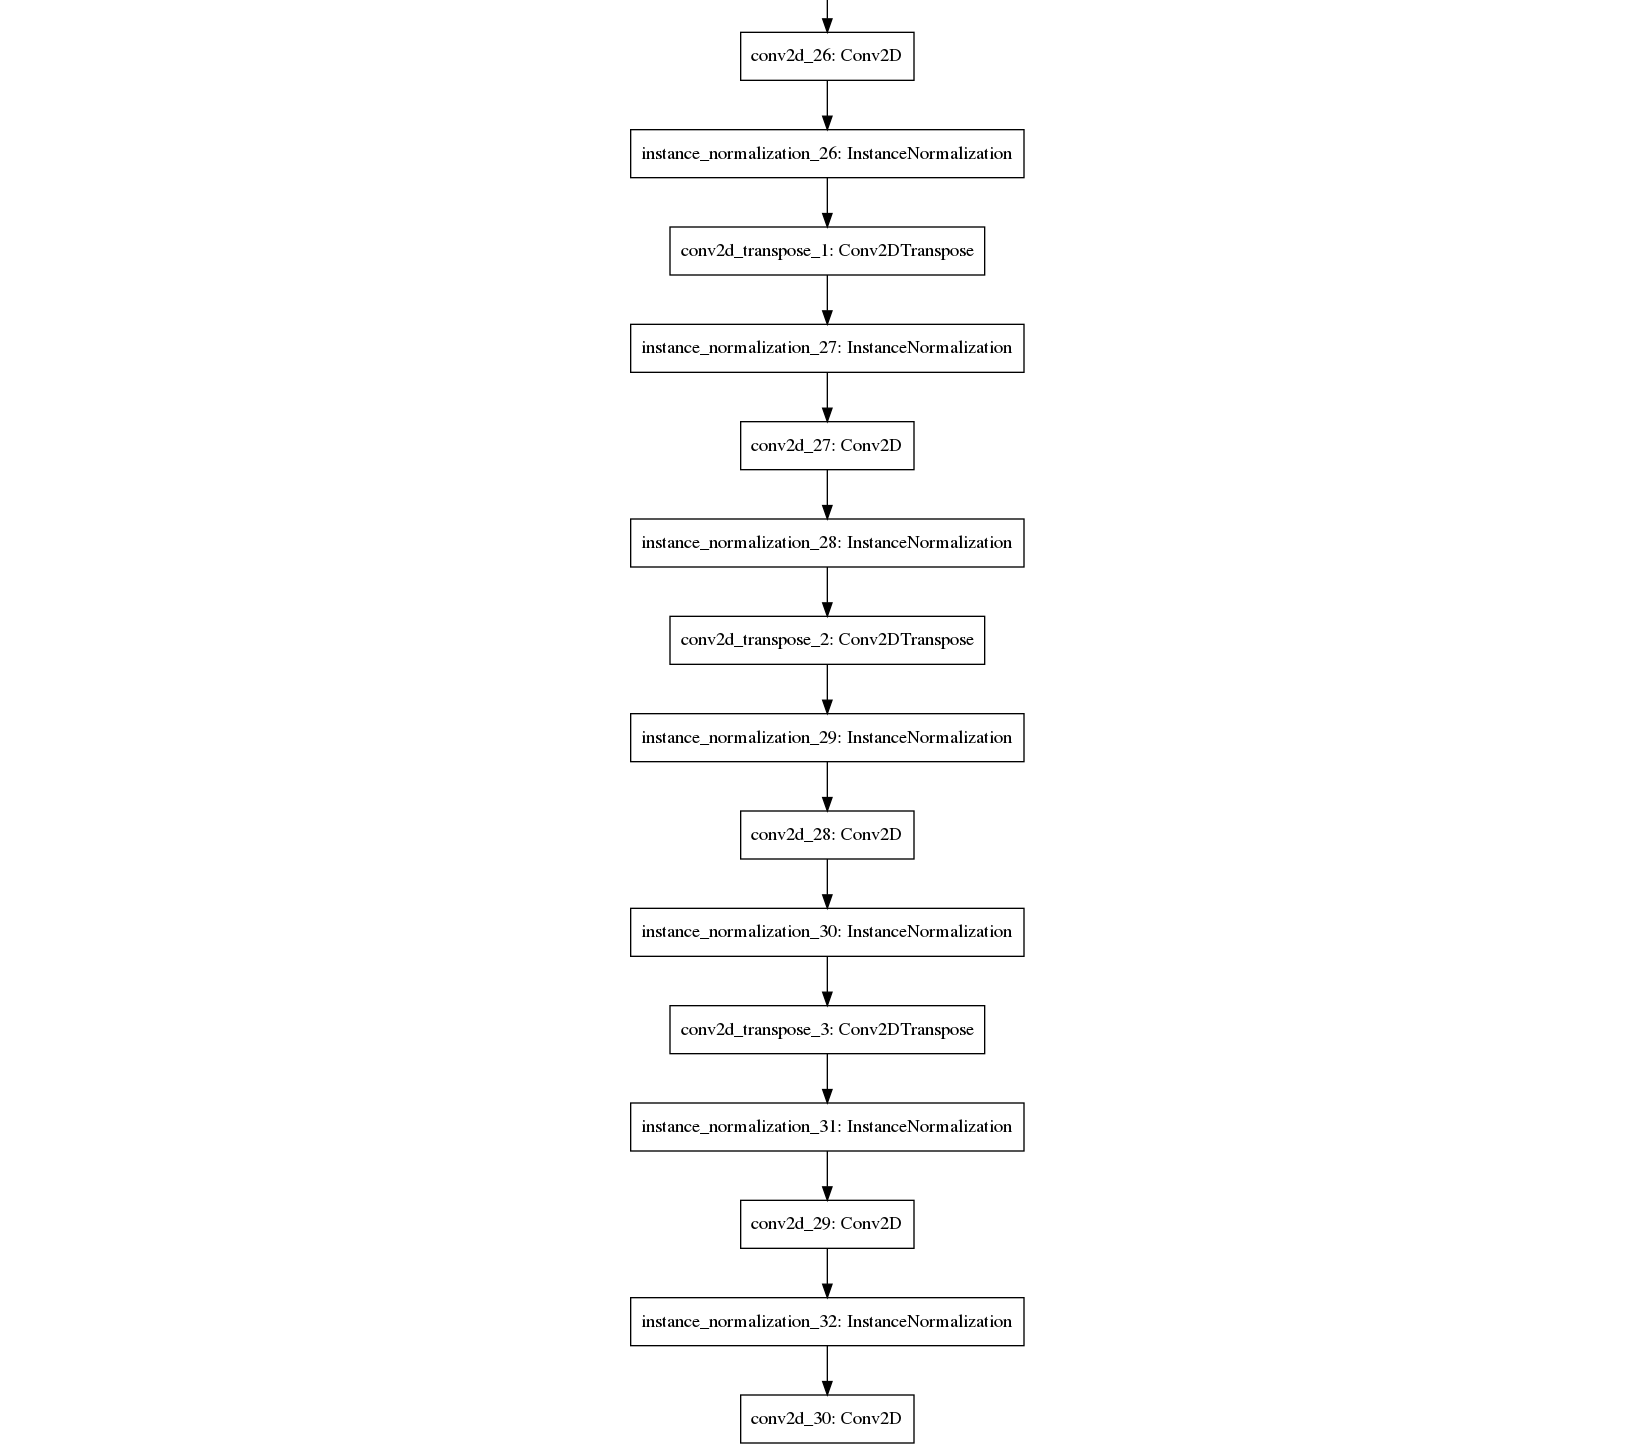 conv2d_26: Conv2D
instance_normalization_26: InstanceNormalization
conv2d_transpose_1: Conv2DTranspose
instance_normalization_27: InstanceNormalization
conv2d_27: Conv2D
instance_normalization_28: InstanceNormalization
conv2d_transpose_2: Conv2DTranspose
instance_normalization_29: InstanceNormalization
conv2d_28: Conv2D
instance_normalization_30: InstanceNormalization
conv2d_transpose_3: Conv2DTranspose
instance_normalization_31: InstanceNormalization
conv2d_29: Conv2D
instance_normalization_32: InstanceNormalization
conv2d_30: Conv2D